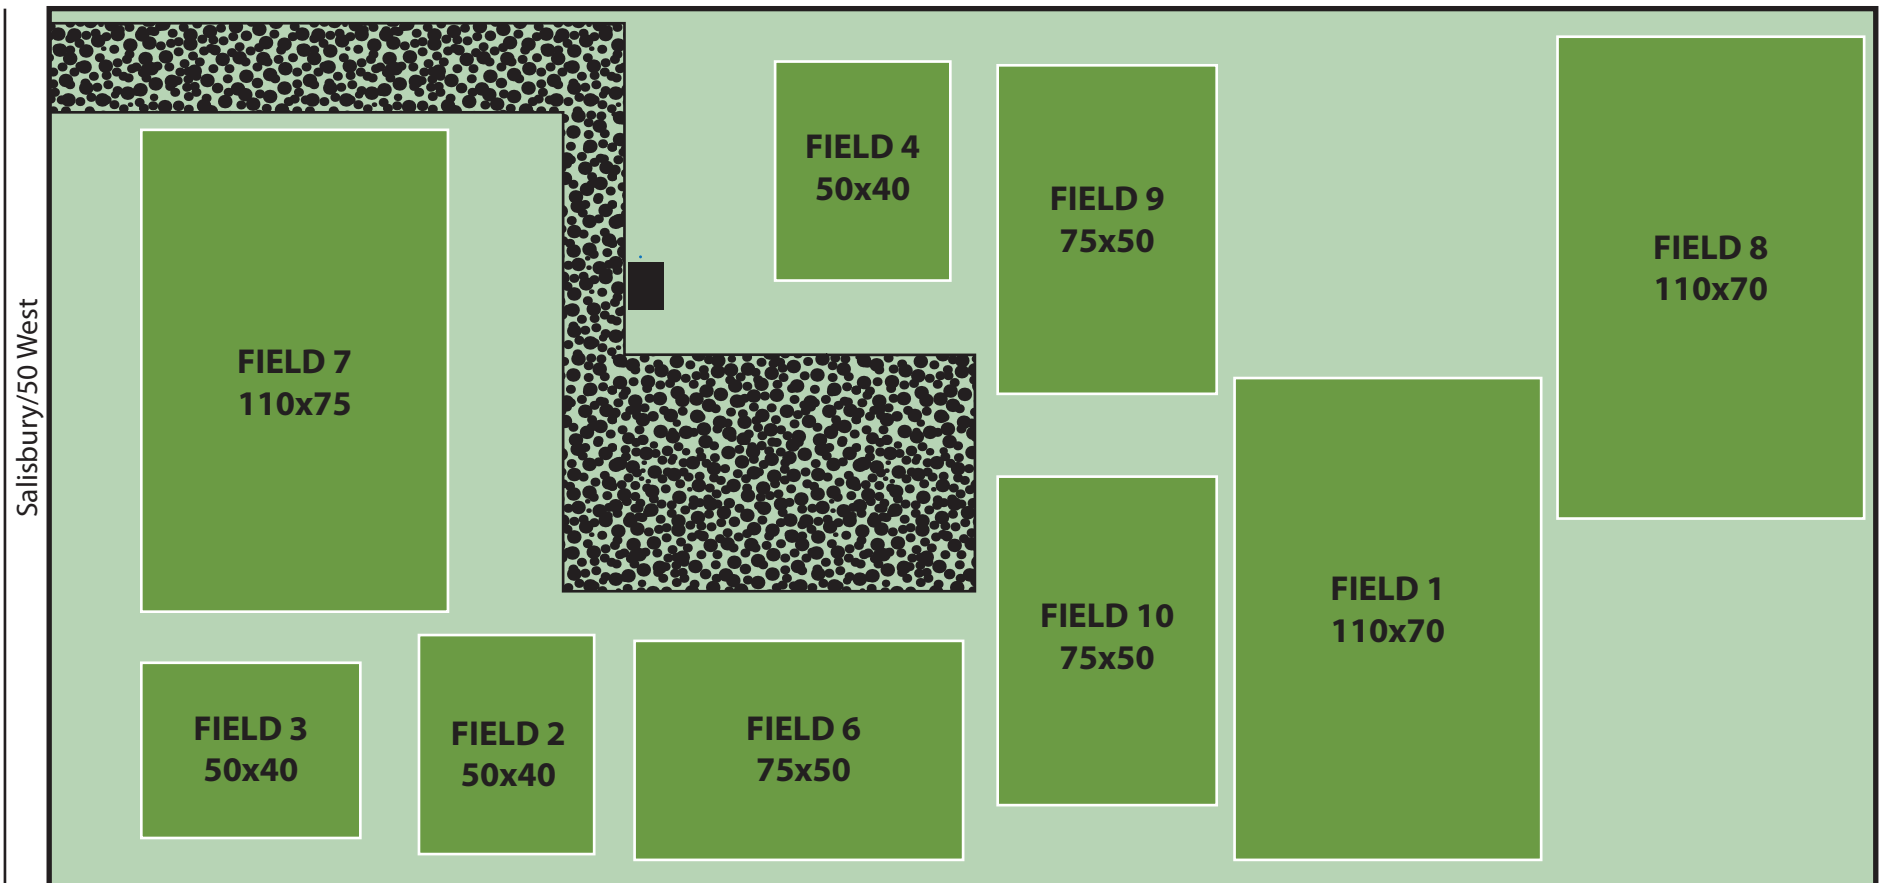 Salisbury/50 West
FIELD 4
50x40
FIELD 9
75x50
FIELD 8
110x70
FIELD 7
110x75
FIELD 1
110x70
FIELD 10
75x50
FIELD 3
50x40
FIELD 2
50x40
FIELD 6
75x50